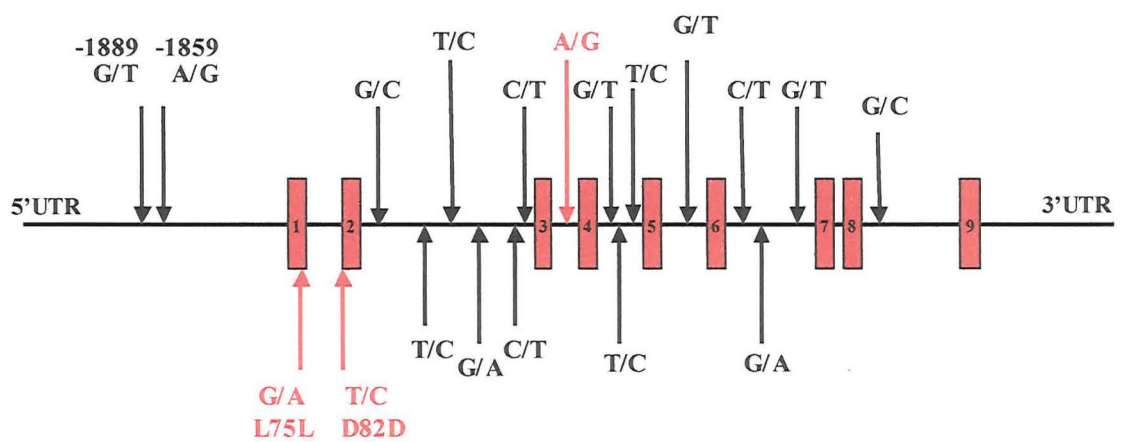 G/T
T/C
A/G
-1889 -1859
G/T A/G
T/C
G/C
C/T
G/T
C/T
G/T
G/C
5'UTR
3'UTR
1
2
3
4
5
6
7
8
9
T/C
G/A
C/T
T/C
G/A
G/A
L75L
T/C
D82D